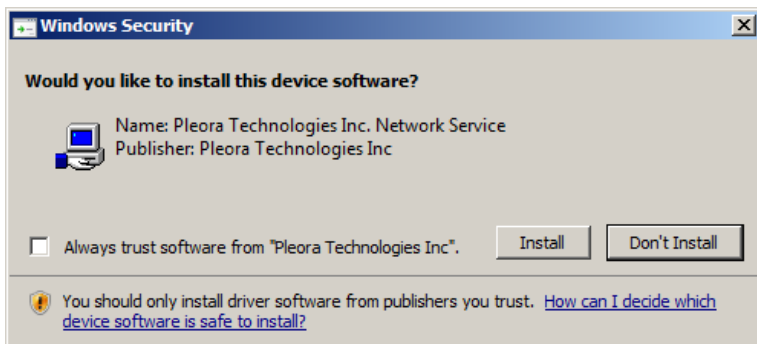 Windows Security
Would you like to install this device software?
Name: Pleora Technologies Inc. Network Service
Publisher: Pleora Technologies Inc
Always trust software from "Pleora Technologies Inc".
Install
Don't Install
You should only install driver software from publishers you trust. How can I decide which
device software is safe to install?